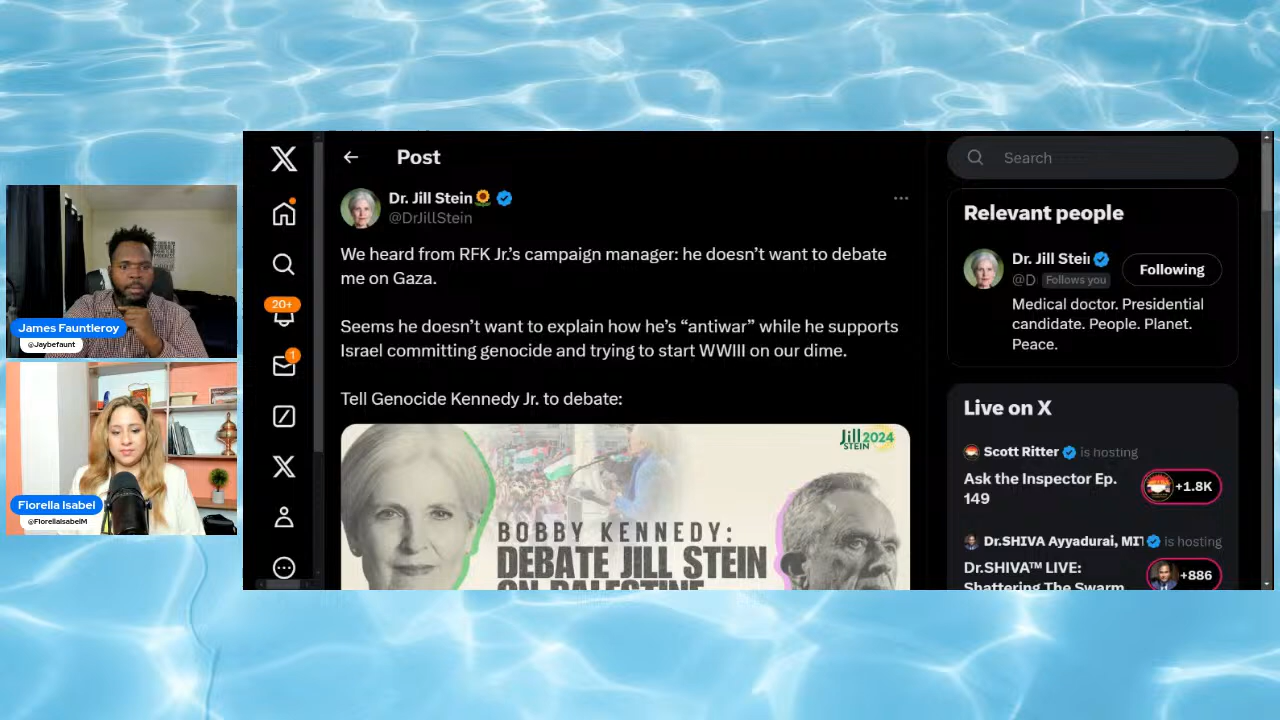 James Fauntleroy
@Jaybefaunt
Fiorella Isabel
@FiorellaIsabelM
20+
1
Post
Dr. Jill Stein🌻
@DrJillStein
We heard from RFK Jr.’s campaign manager: he doesn’t want to debate
me on Gaza.
Seems he doesn’t want to explain how he’s “antiwar” while he supports
Israel committing genocide and trying to start WWIII on our dime.
Tell Genocide Kennedy Jr. to debate:
Jill 2024
STEIN
BOBBY KENNEDY:
DEBATE JILL STEIN
ON PALESTINE
Search
Relevant people
Dr. Jill Stei
@D Follows you
Following
Medical doctor. Presidential
candidate. People. Planet.
Peace.
Live on X
Scott Ritter is hosting
Ask the Inspector Ep.
149
+1.8K
Dr.SHIVA Ayyadurai, MIT is hosting
Dr.SHIVA™ LIVE:
Shattering The Swarm
+886